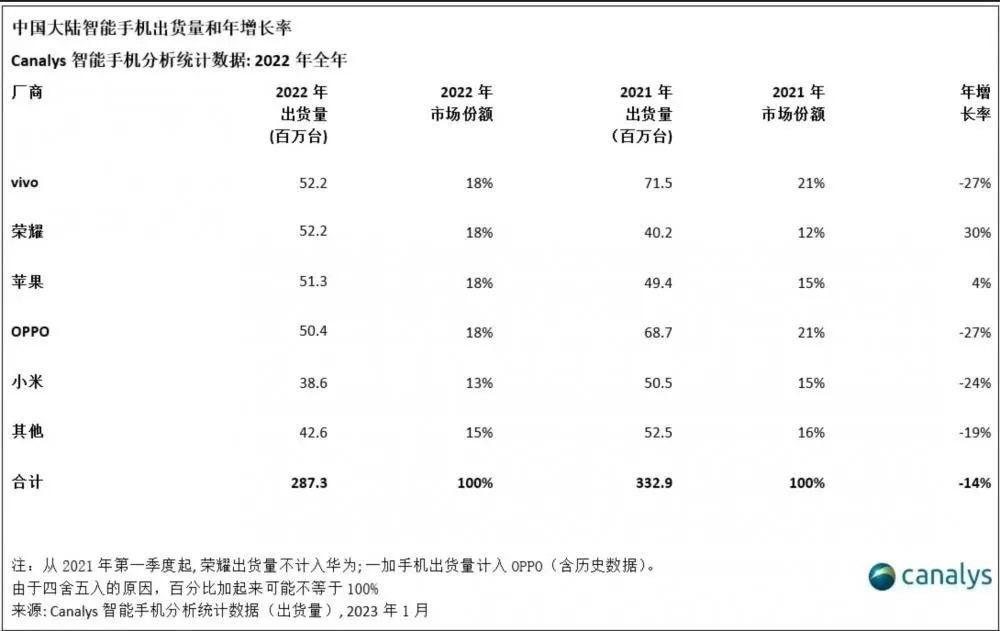 中国大陆智能手机出货量和年增长率
Canalys 智能手机分析统计数据: 2022 年全年
厂商 2022 年 2022 年 2021 年 2021 年 年增
出货量 市场份额 出货量 市场份额 长率
(百万台) （百万台）
vivo 52.2 18% 71.5 21% -27%
荣耀 52.2 18% 40.2 12% 30%
苹果 51.3 18% 49.4 15% 4%
OPPO 50.4 18% 68.7 21% -27%
小米 38.6 13% 50.5 15% -24%
其他 42.6 15% 52.5 16% -19%
合计 287.3 100% 332.9 100% -14%
注：从 2021 年第一季度起, 荣耀出货量不计入华为; 一加手机出货量计入 OPPO（含历史数据）。
由于四舍五入的原因，百分比加起来可能不等于 100%
来源: Canalys 智能手机分析统计数据（出货量）, 2023 年 1 月
canalys